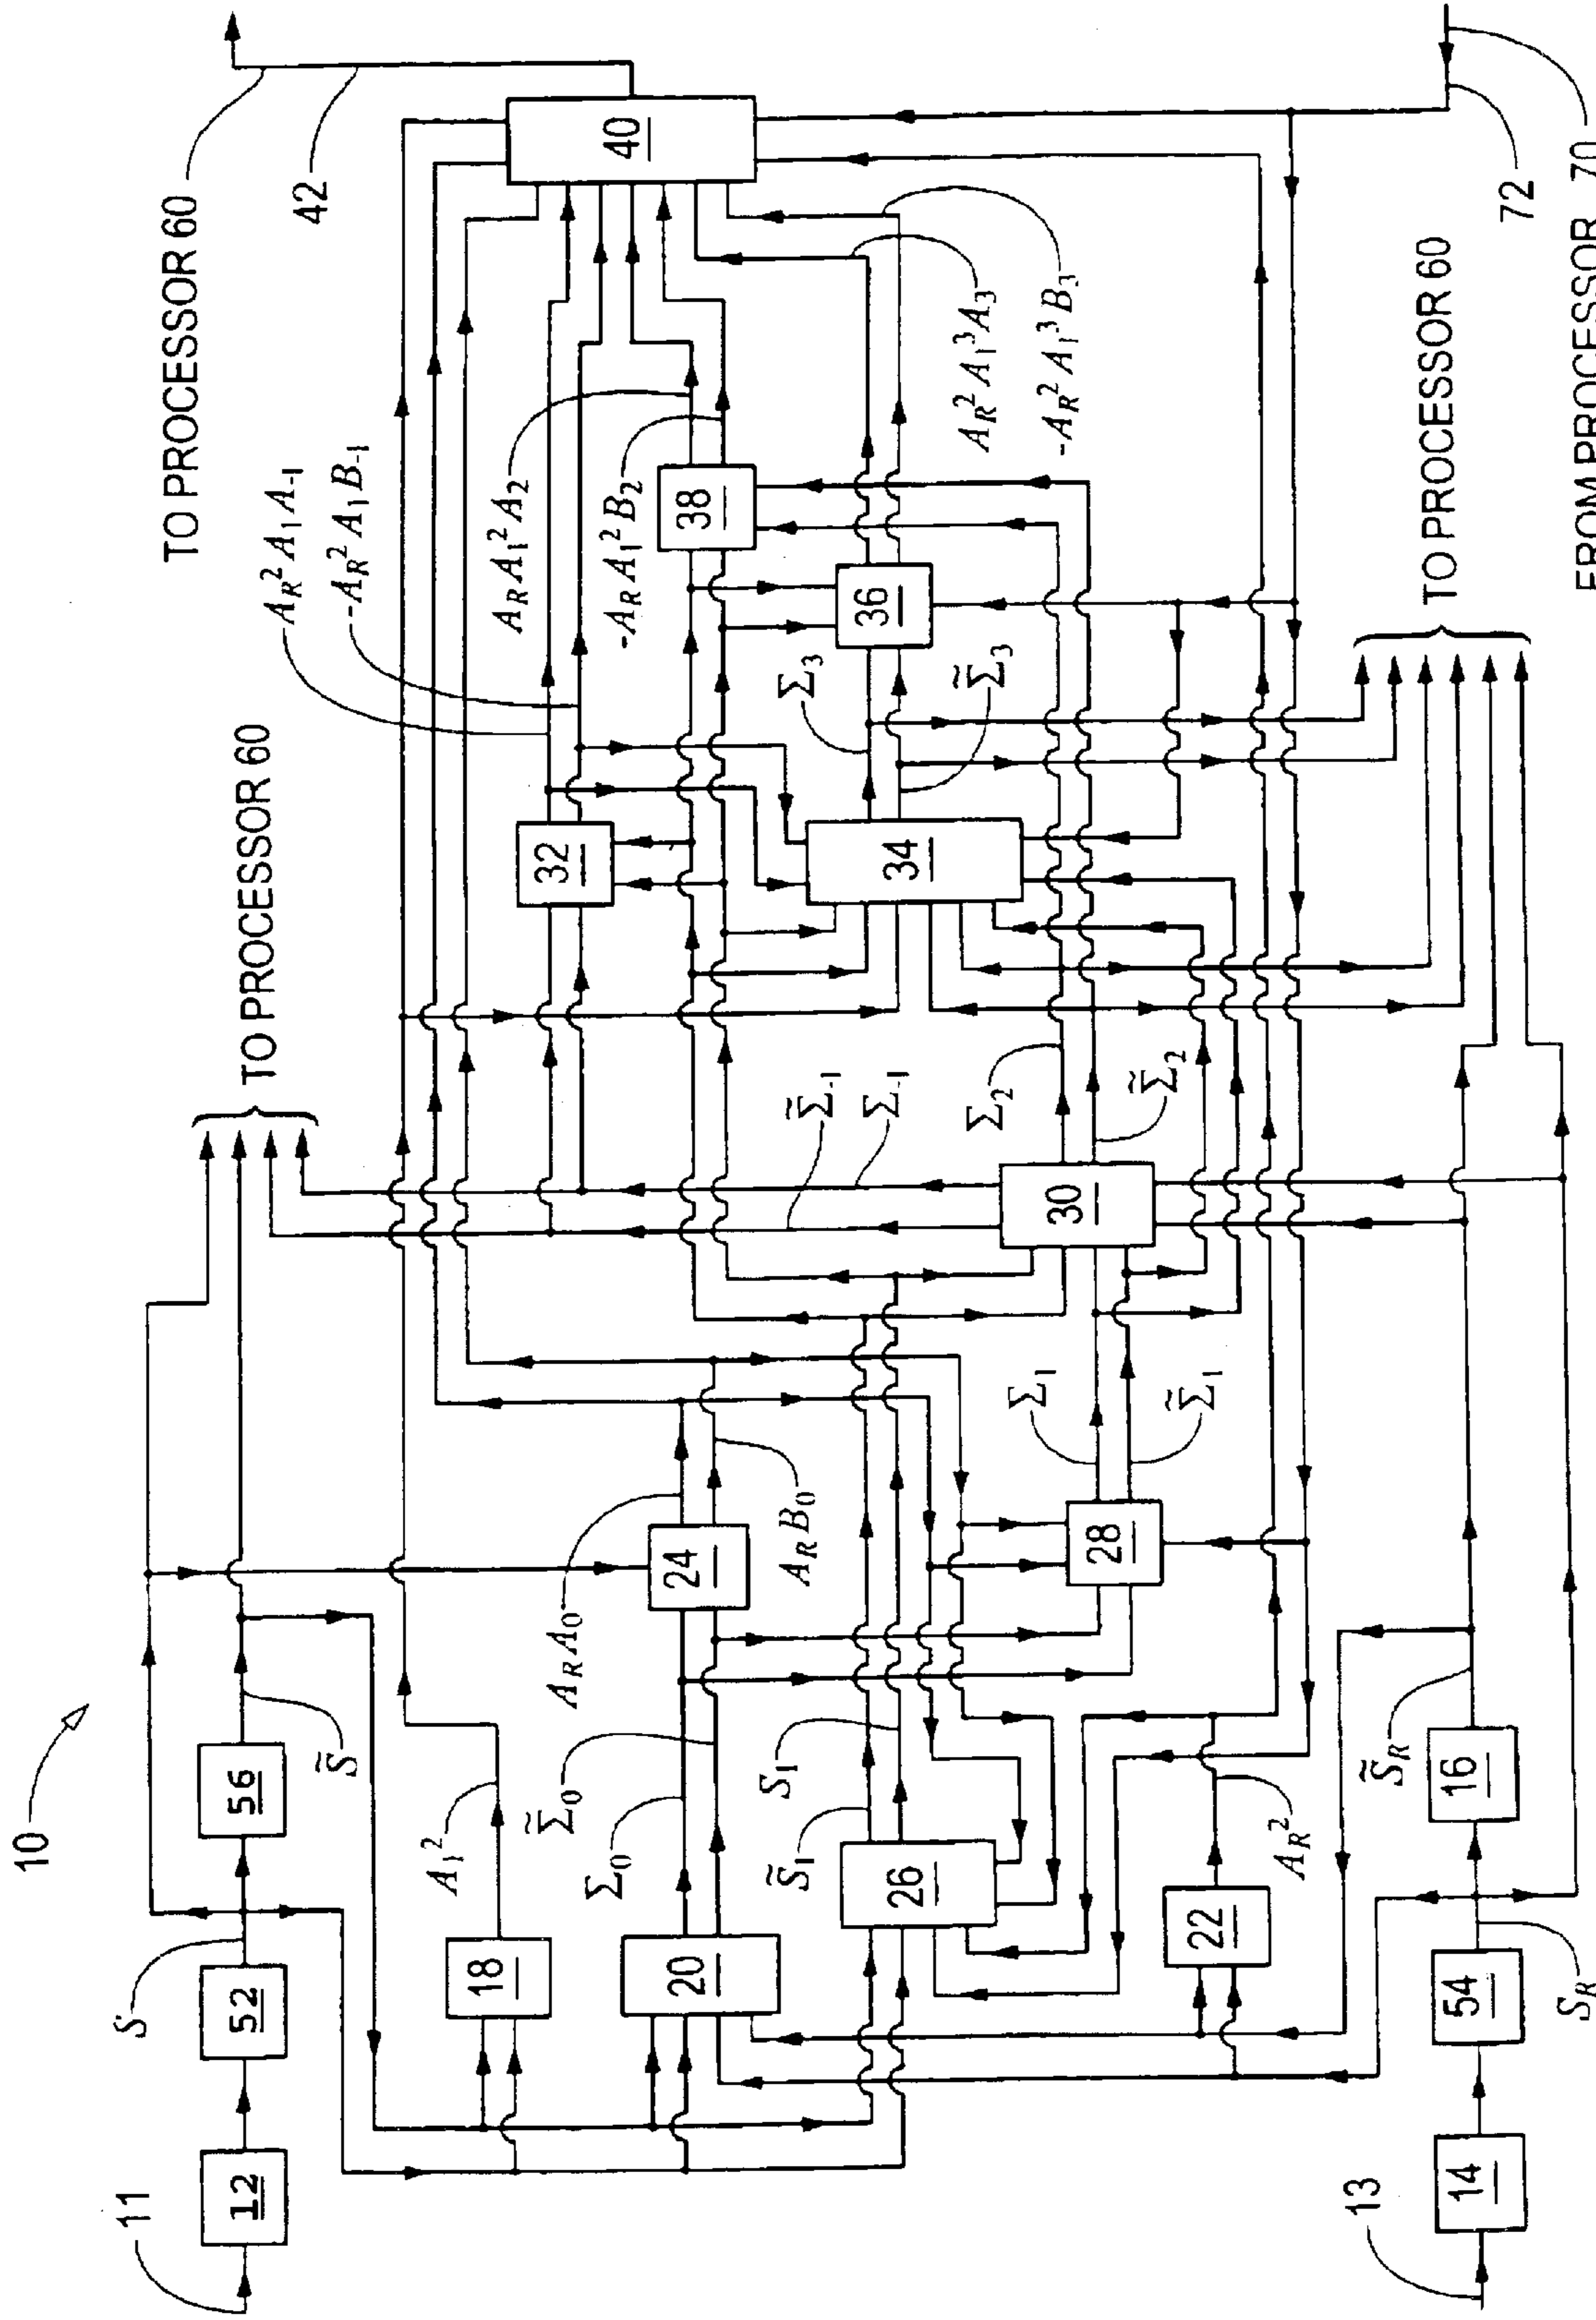 10
11
12
52
S
56
S̃
TO PROCESSOR 60
TO PROCESSOR 60
42
18
A₁²
20
Σ₀
Σ̃₀
24
A_R A₀
A_R B₀
32
A_R² A₁ A₋₁
-A_R² A₁ B₋₁
A_R A₁² A₂
-A_R A₁² B₂
38
40
26
S̃₁
S₁
Σ̃₋₁
Σ₋₁
34
Σ₃
Σ̃₃
36
A_R² A₁³ A₃
-A_R² A₁³ B₃
28
Σ₁
Σ̃₁
30
Σ₂
Σ̃₂
22
A_R²
13
14
54
S_R
16
S̃_R
TO PROCESSOR 60
72
FROM PROCESSOR 70